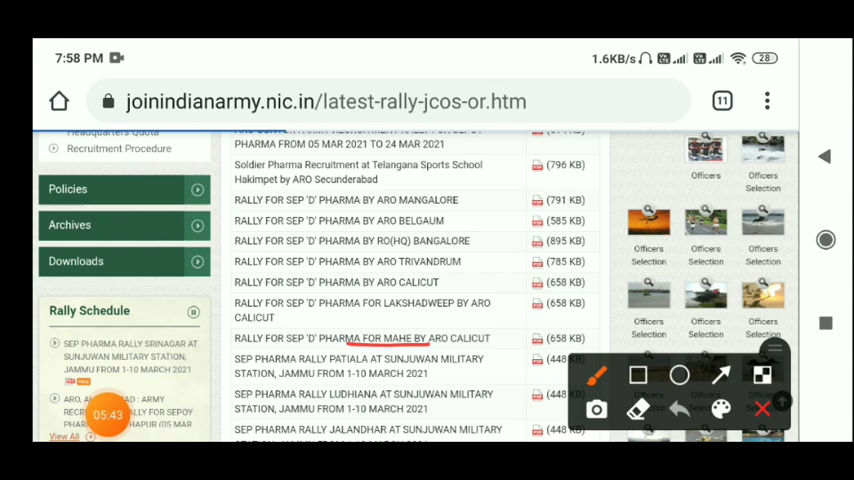 7:58 PM
1.6KB/s
28
joinindianarmy.nic.in/latest-rally-jcos-or.htm
11
Headquarters Quota
Recruitment Procedure
Policies
Archives
Downloads
Rally Schedule
SEP PHARMA RALLY SRINAGAR AT
SUNJUWAN MILITARY STATION,
JAMMU FROM 1-10 MARCH 2021
View All
05:43
PHARMA FROM 05 MAR 2021 TO 24 MAR 2021
Soldier Pharma Recruitment at Telangana Sports School (796 KB)
Hakimpet by ARO Secunderabad
RALLY FOR SEP 'D' PHARMA BY ARO MANGALORE (791 KB)
RALLY FOR SEP 'D' PHARMA BY ARO BELGAUM (585 KB)
RALLY FOR SEP 'D' PHARMA BY RO(HQ) BANGALORE (895 KB)
RALLY FOR SEP 'D' PHARMA BY ARO TRIVANDRUM (785 KB)
RALLY FOR SEP 'D' PHARMA BY ARO CALICUT (658 KB)
RALLY FOR SEP 'D' PHARMA FOR LAKSHADWEEP BY ARO (658 KB)
CALICUT
RALLY FOR SEP 'D' PHARMA FOR MAHE BY ARO CALICUT (658 KB)
SEP PHARMA RALLY PATIALA AT SUNJUWAN MILITARY (448
STATION, JAMMU FROM 1-10 MARCH 2021
SEP PHARMA RALLY LUDHIANA AT SUNJUWAN MILITARY (448
STATION, JAMMU FROM 1-10 MARCH 2021
SEP PHARMA RALLY JALANDHAR AT SUNJUWAN MILITARY (448
Officers
Officers
Selection
Officers
Selection
Officers
Selection
Officers
Selection
Officers
Selection
Officers
Selection
Officers
Selection